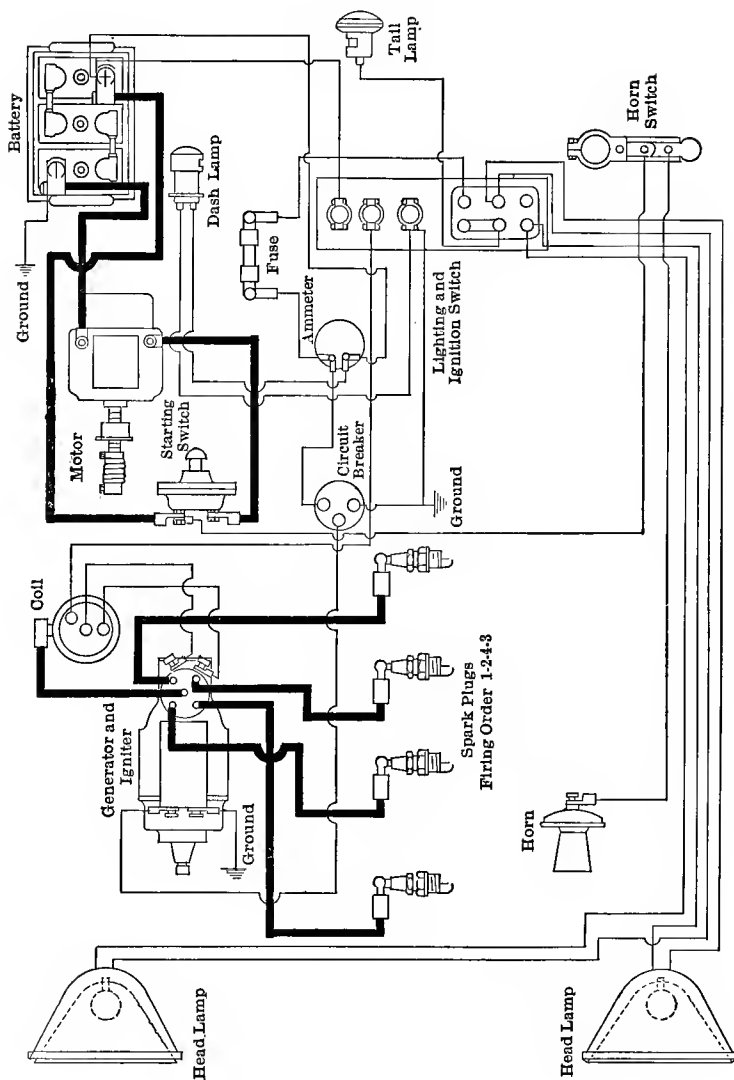 Battery
Ground
Motor
Starting
Switch
Dash Lamp
Tail
Lamp
Fuse
Ammeter
Circuit
Breaker
Ground
Lighting and
Ignition Switch
Horn
Switch
Coil
Generator and
Igniter
Ground
Spark Plugs
Firing Order 1-2-4-3
Horn
Head Lamp
Head Lamp